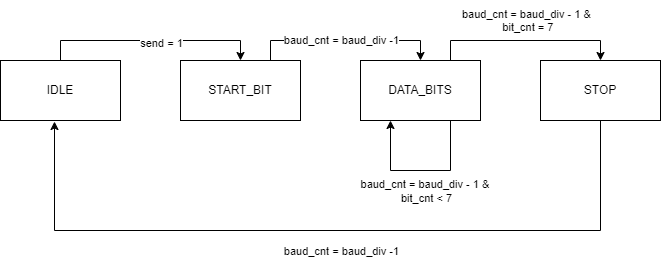 baud_cnt = baud_div - 1 &
bit_cnt = 7
send = 1
baud_cnt = baud_div -1
IDLE
START_BIT
DATA_BITS
STOP
baud_cnt = baud_div - 1 &
bit_cnt < 7
baud_cnt = baud_div -1